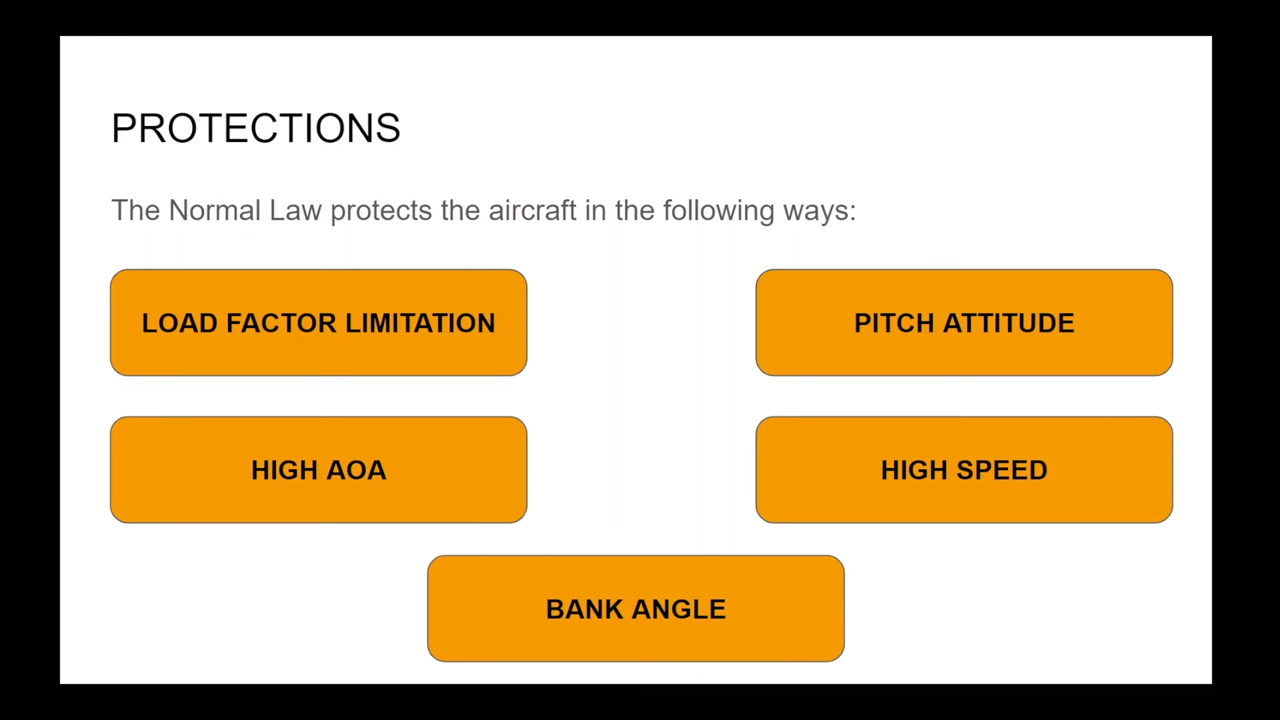 PROTECTIONS
The Normal Law protects the aircraft in the following ways:
LOAD FACTOR LIMITATION
PITCH ATTITUDE
HIGH AOA
HIGH SPEED
BANK ANGLE